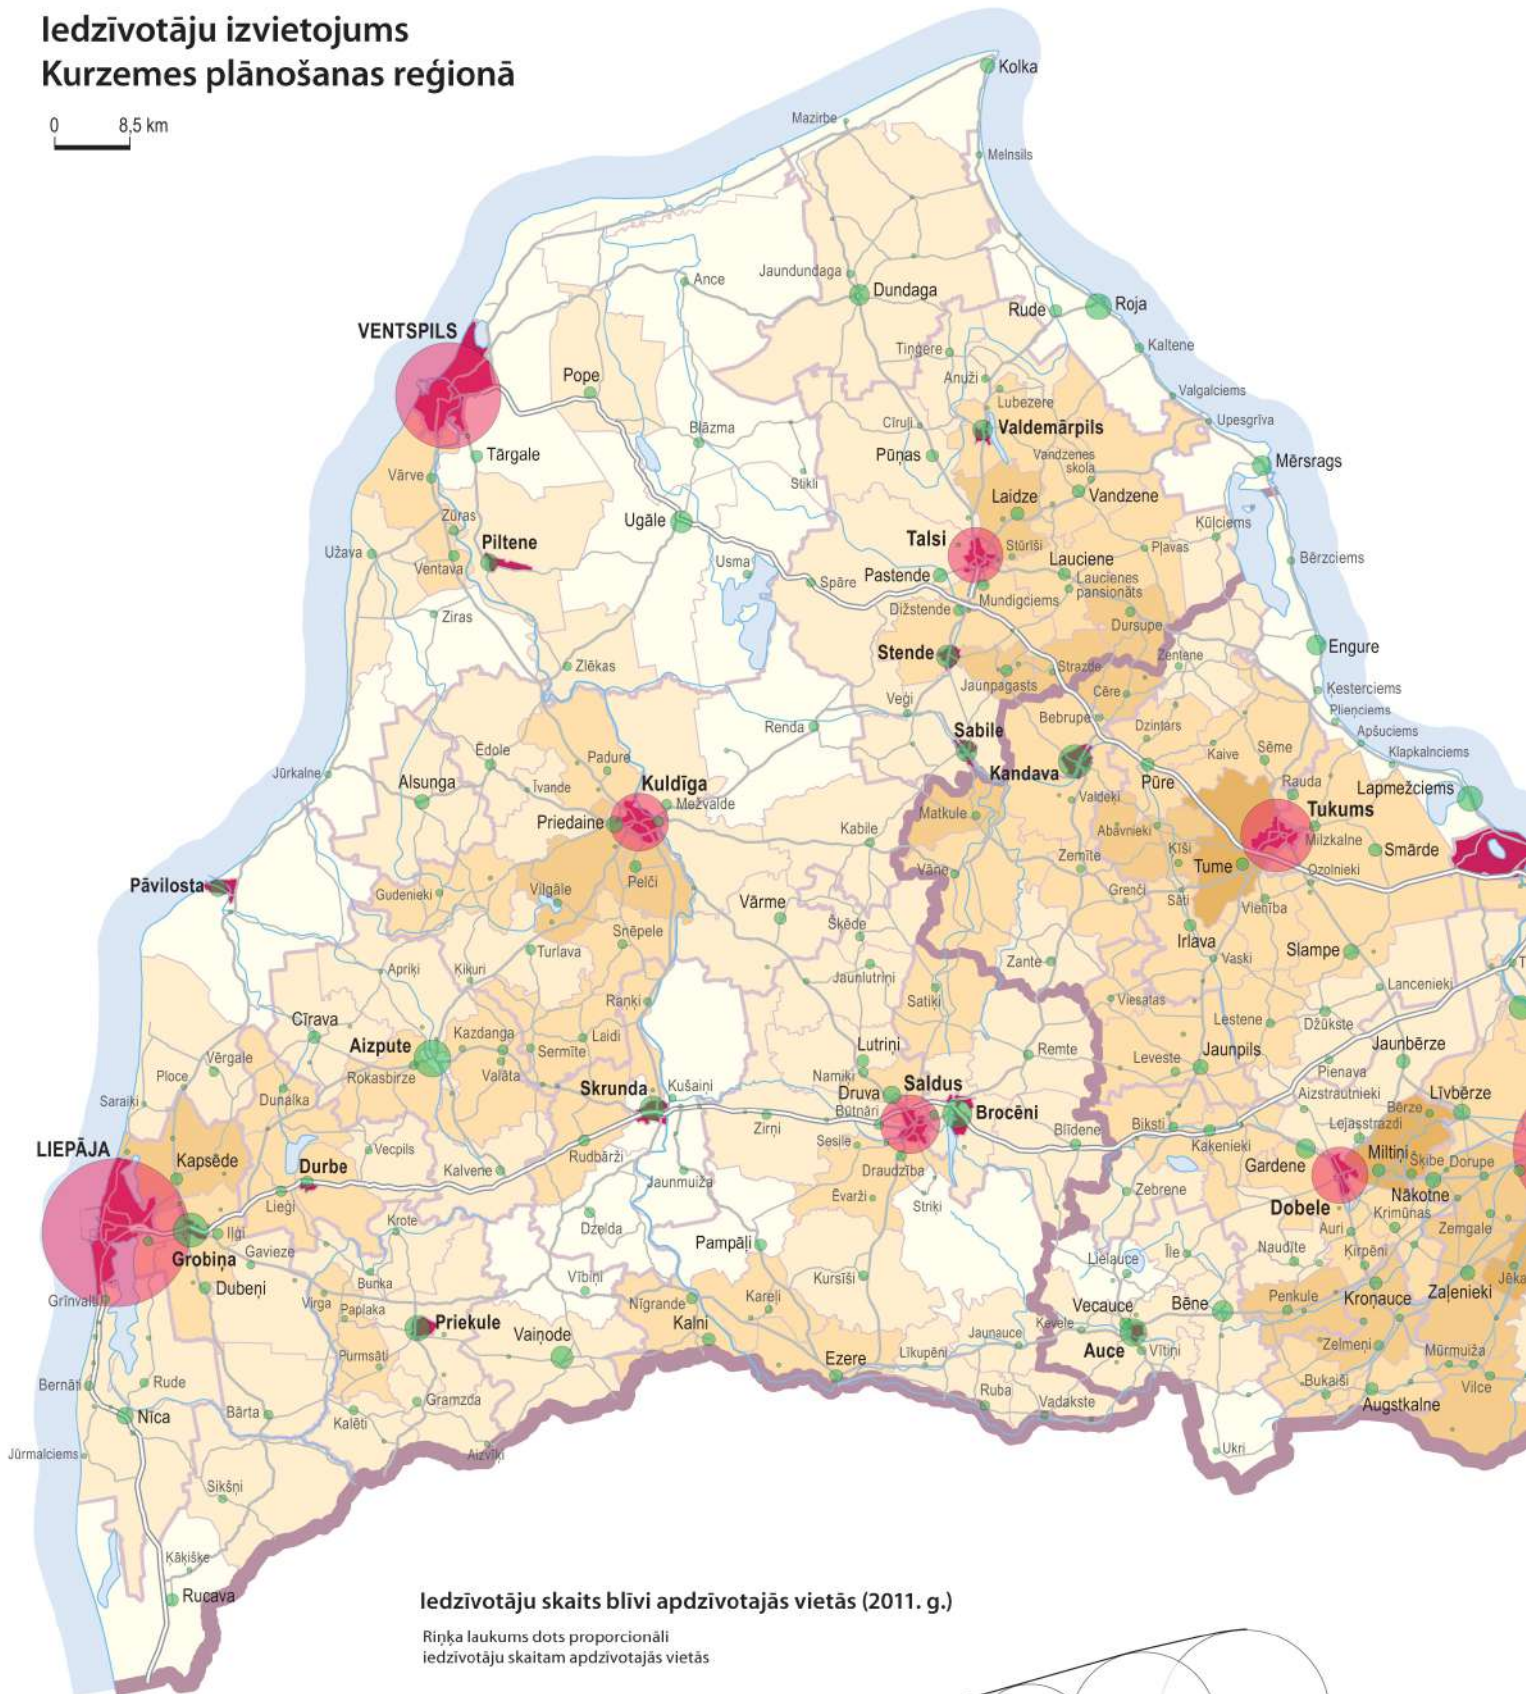 Iedzīvotāju izvietojums
Kurzemes plānošanas reģionā
0 8,5 km
Kolka
Mazirbe
Melnsils
Ance
Jaundundaga
Dundaga
Rude
Roja
VENTSPILS
Tiņģere
Kaltene
Pope
Anuži
Valgalciems
Lubezere
Cīruļi
Valdemārpils
Upesgrīva
Blāzma
Tārgale
Pūņas
Vandzenes
skola
Mērsrags
Vārve
Stikli
Laidze
Vandzene
Zūras
Ugāle
Ķūļciems
Piltene
Talsi
Stūrīši
Pļavas
Užava
Ventava
Usma
Lauciene
Bērzciems
Spāre
Pastende
Laucienes
pansionāts
Ziras
Dižstende
Mundigciems
Dursupe
Engure
Zlēkas
Stende
Strazde
Zentene
Jaunpagasts
Cēre
Ķesterciems
Veģi
Bebrupe
Plieņciems
Renda
Sabile
Dzintars
Apšuciems
Ēdole
Padure
Kaive
Sēme
Klapkalnciems
Jūrkalne
Alsunga
Īvande
Kuldīga
Kandava
Pūre
Rauda
Lapmežciems
Mežvalde
Valdeķi
Tukums
Priedaine
Kabile
Matkule
Abavnieki
Milzkalne
Ķīši
Smārde
Zemīte
Tume
Pāvilosta
Gudenieki
Vilgāle
Pelči
Vāne
Ozolnieki
Grenči
Sāti
Vienība
Vārme
Snēpele
Šķēde
Turlava
Irlava
Slampe
Apriķi
Ķikuri
Jaunlutriņi
Zante
Vaski
Ranķi
Satiķi
Viesatas
Lancenieki
Cīrava
Lestene
Džūkste
Kazdanga
Laidi
Aizpute
Sermīte
Lutriņi
Remte
Jaunbērze
Vērgale
Leveste
Jaunpils
Ploce
Rokasbirze
Valāta
Namiķi
Pienava
Skrunda
Kušaiņi
Druva
Saldus
Aizstrautnieki
Līvbērze
Saraiķi
Dunalka
Būtnāri
Brocēni
Bērze
Zirņi
Biksti
Lejasstrazdi
LIEPĀJA
Vecpils
Sesile
Blīdene
Kaķenieki
Kapsēde
Durbe
Rudbārži
Miltiņi
Kalvene
Draudzība
Gardene
Šķibe
Dorupe
Jaunmuiža
Ēvarži
Zebrene
Nākotne
Lieģi
Striķi
Dobele
Krote
Dzelda
Krimūnas
Iļģi
Auri
Zemgale
Grobiņa
Gavieze
Pampāļi
Lielauce
Īle
Naudīte
Ķirpēni
Bunka
Vībiņi
Kursīši
Dubeņi
Grīnvalti
Virga
Nīgrande
Kareļi
Penkule
Zaļenieki
Paplaka
Vecauce
Bēne
Kroņauce
Priekule
Kalni
Ķevele
Vaiņode
Jaunauce
Purmsāti
Auce
Zelmeņi
Ezere
Līkupēni
Vītiņi
Mūrmuiža
Bernāti
Rude
Gramzda
Ruba
Bukaiši
Vilce
Nīca
Bārta
Kalēti
Vadakste
Augstkalne
Jūrmalciems
Aizvīķi
Ukri
Sikšņi
Ķāķišķe
Rucava
Iedzīvotāju skaits blīvi apdzīvotajās vietās (2011. g.)
Riņķa laukums dots proporcionāli
iedzīvotāju skaitam apdzīvotajās vietās